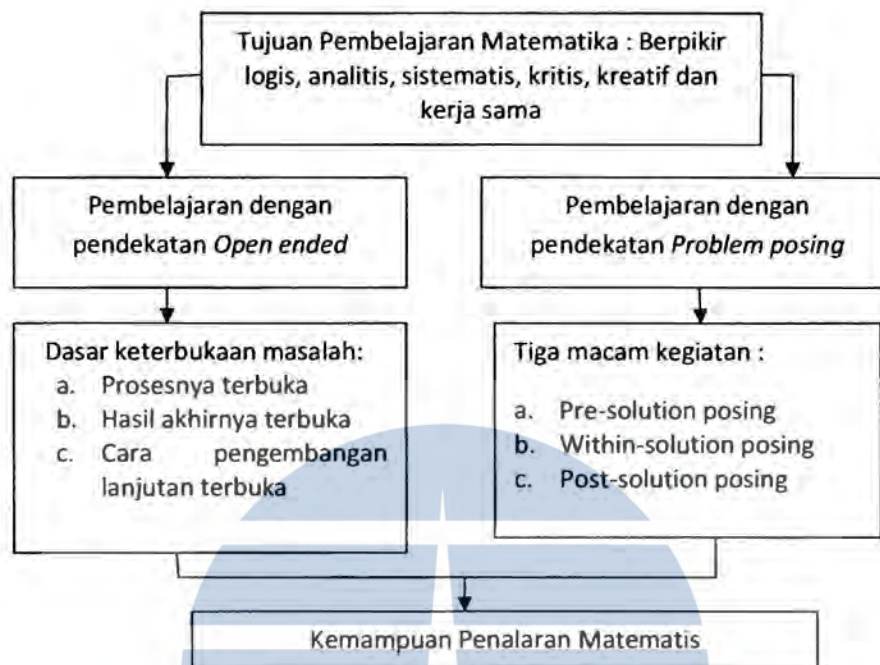 Tujuan Pembelajaran Matematika : Berpikir
logis, analitis, sistematis, kritis, kreatif dan
kerja sama
Pembelajaran dengan
pendekatan Open ended
Pembelajaran dengan
pendekatan Problem posing
Dasar keterbukaan masalah:
a. Prosesnya terbuka
b. Hasil akhirnya terbuka
c. Cara pengembangan
lanjutan terbuka
Tiga macam kegiatan :
a. Pre-solution posing
b. Within-solution posing
c. Post-solution posing
Kemampuan Penalaran Matematis